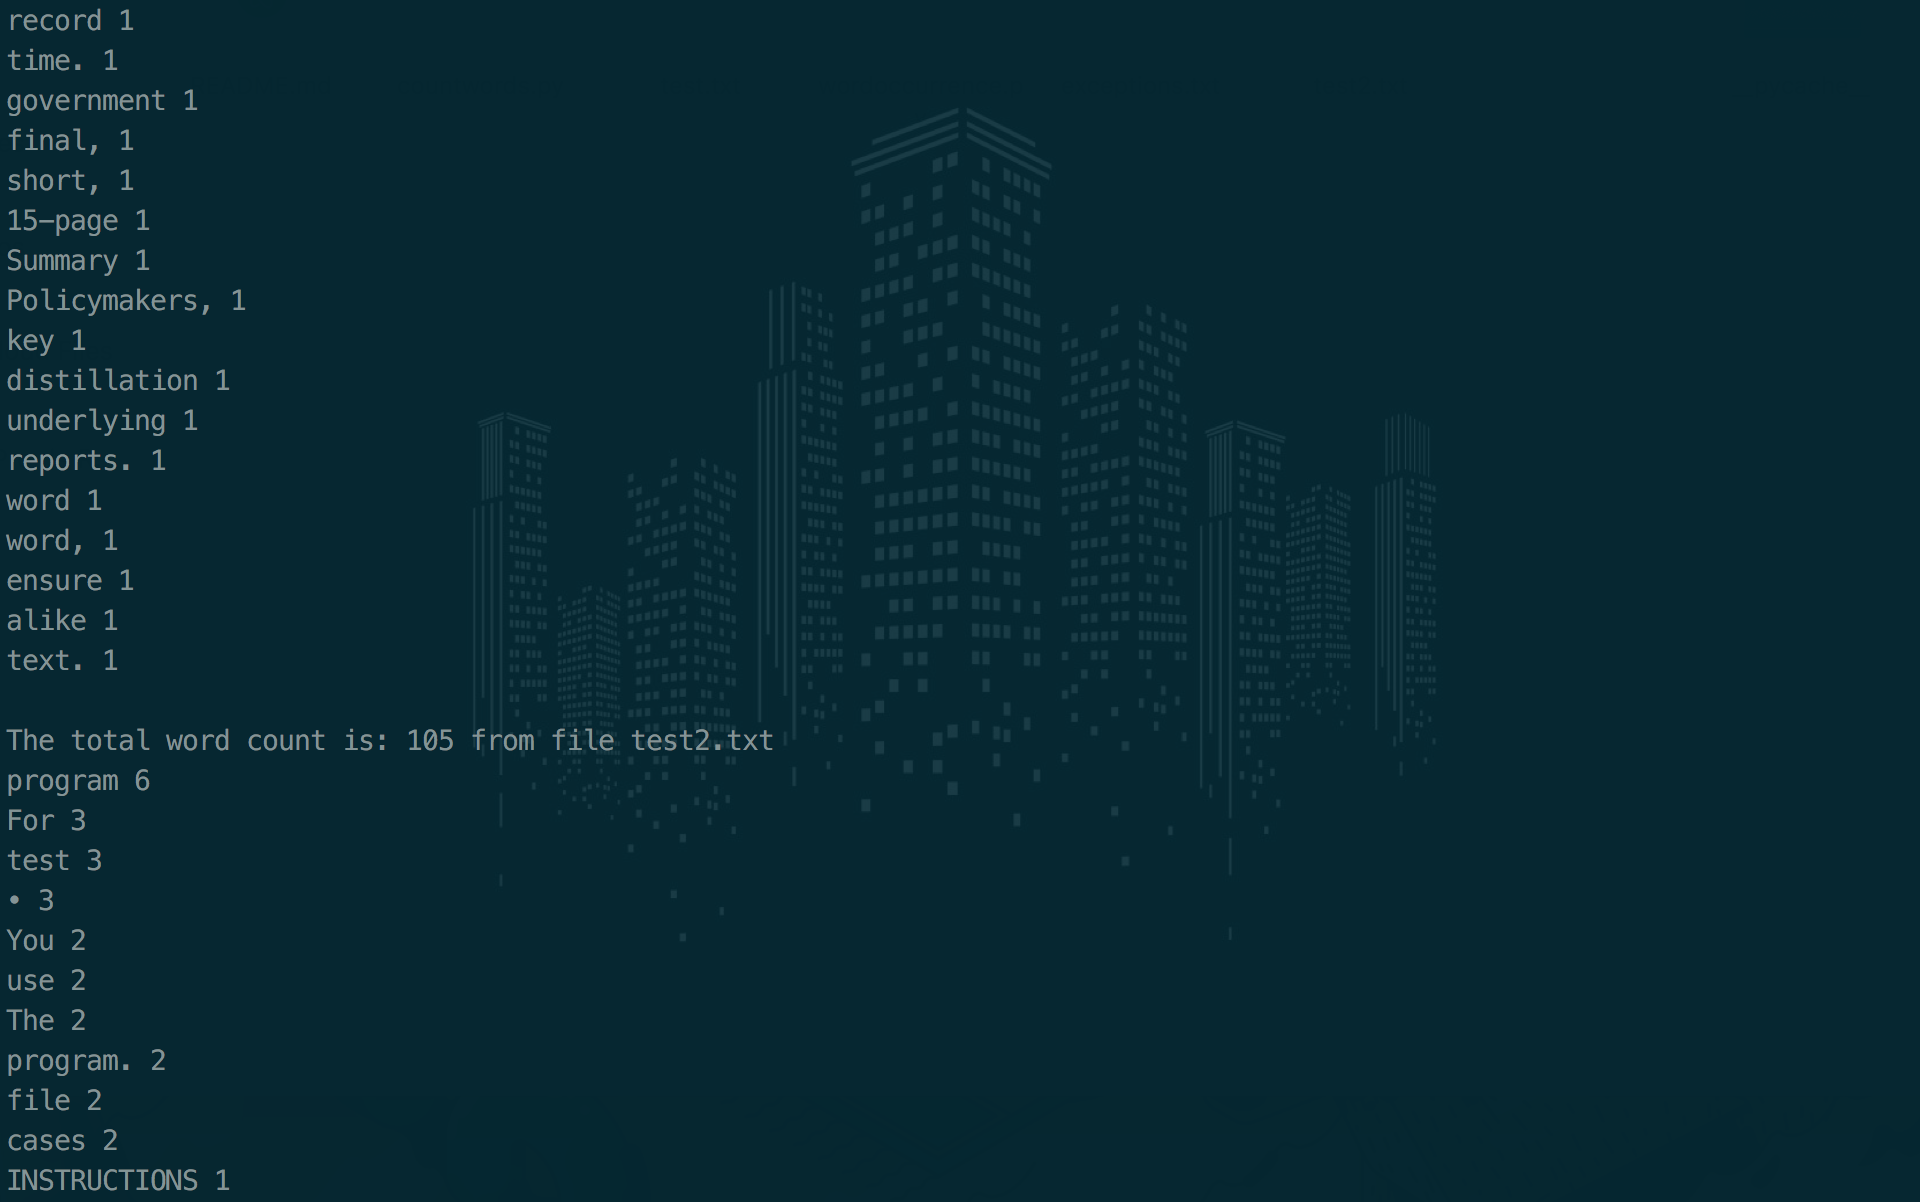 record 1
time. 1
government 1
final, 1
short, 1
15-page 1
Summary 1
Policymakers, 1
key 1
distillation 1
underlying 1
reports. 1
word 1
word, 1
ensure 1
alike 1
text. 1
The total word count is: 105 from file test2.txt
program 6
For 3
test 3
• 3
You 2
use 2
The 2
program. 2
file 2
cases 2
INSTRUCTIONS 1